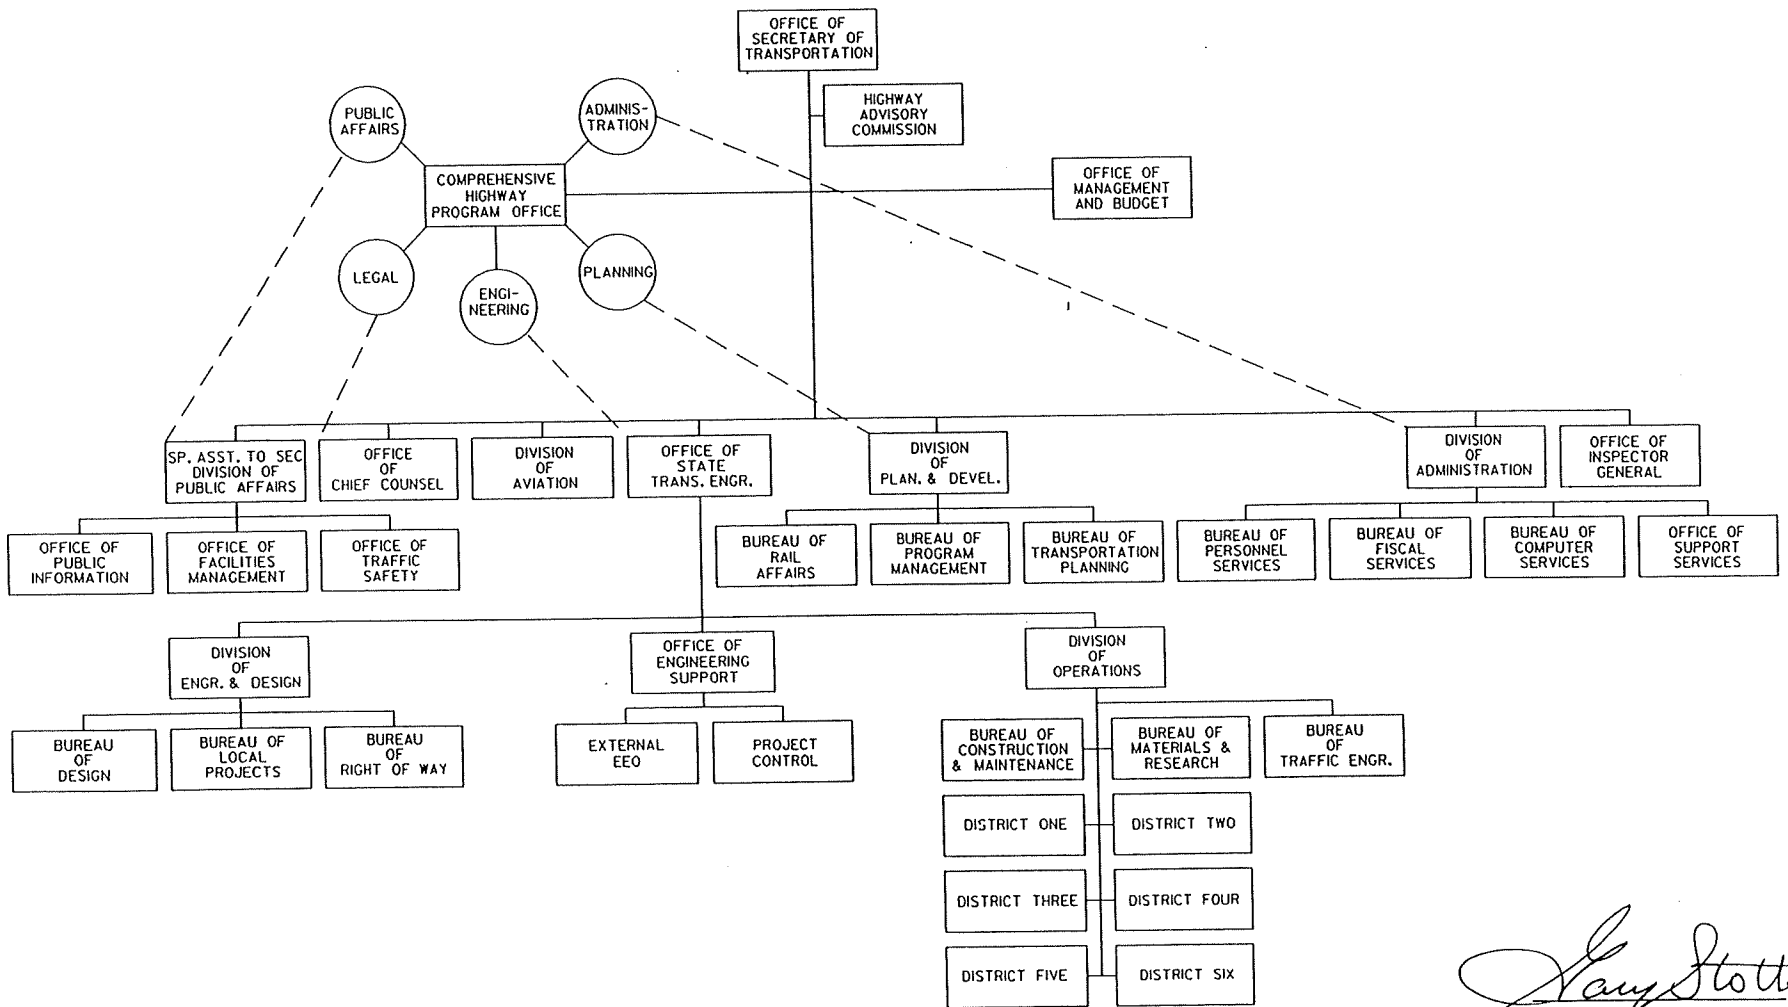 OFFICE OF
SECRETARY OF
TRANSPORTATION
HIGHWAY
ADVISORY
COMMISSION
PUBLIC
AFFAIRS
ADMINIS-
TRATION
COMPREHENSIVE
HIGHWAY
PROGRAM OFFICE
OFFICE OF
MANAGEMENT
AND BUDGET
LEGAL
ENGI-
NEERING
PLANNING
SP. ASST. TO SEC
DIVISION OF
PUBLIC AFFAIRS
OFFICE
OF
CHIEF COUNSEL
DIVISION
OF
AVIATION
OFFICE OF
STATE
TRANS. ENGR.
DIVISION
OF
PLAN. & DEVEL.
DIVISION
OF
ADMINISTRATION
OFFICE OF
INSPECTOR
GENERAL
OFFICE OF
PUBLIC
INFORMATION
OFFICE OF
FACILITIES
MANAGEMENT
OFFICE OF
TRAFFIC
SAFETY
BUREAU OF
RAIL
AFFAIRS
BUREAU OF
PROGRAM
MANAGEMENT
BUREAU OF
TRANSPORTATION
PLANNING
BUREAU OF
PERSONNEL
SERVICES
BUREAU OF
FISCAL
SERVICES
BUREAU OF
COMPUTER
SERVICES
OFFICE OF
SUPPORT
SERVICES
DIVISION
OF
ENGR. & DESIGN
OFFICE OF
ENGINEERING
SUPPORT
DIVISION
OF
OPERATIONS
BUREAU
OF
DESIGN
BUREAU OF
LOCAL
PROJECTS
BUREAU
OF
RIGHT OF WAY
EXTERNAL
EEO
PROJECT
CONTROL
BUREAU OF
CONSTRUCTION
& MAINTENANCE
BUREAU OF
MATERIALS &
RESEARCH
BUREAU
OF
TRAFFIC ENGR.
DISTRICT ONE
DISTRICT TWO
DISTRICT THREE
DISTRICT FOUR
DISTRICT FIVE
DISTRICT SIX
Gary